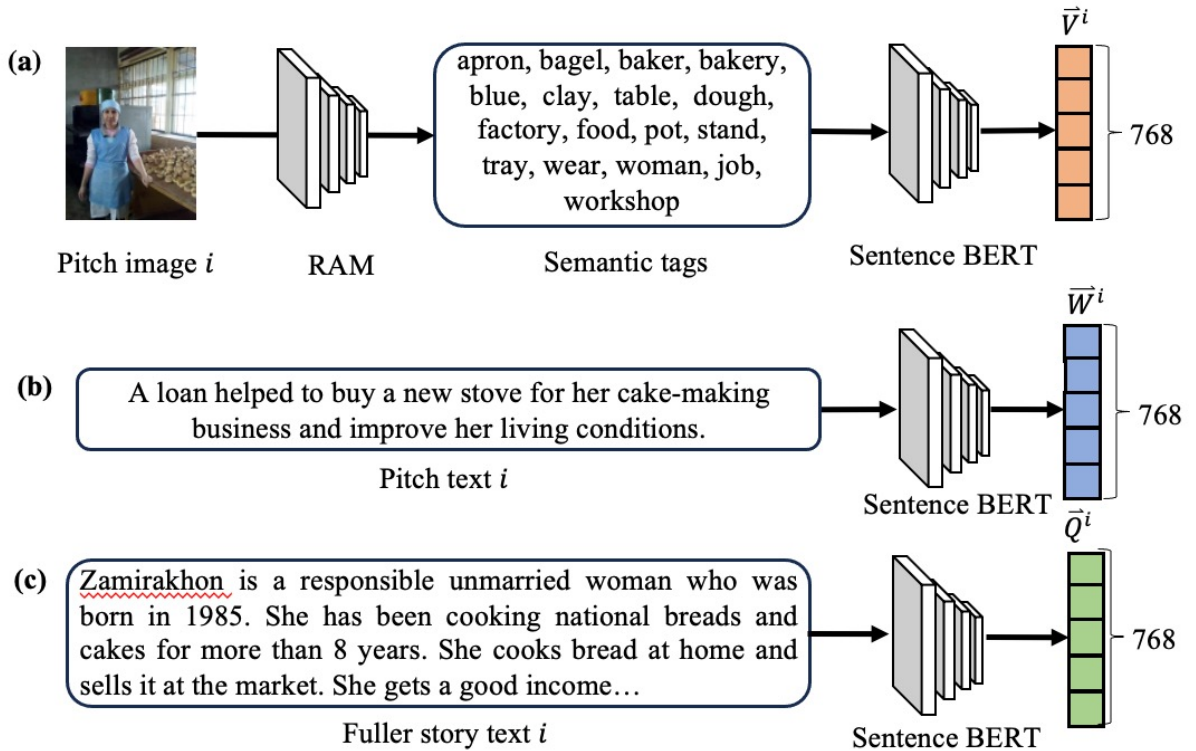 (a)
apron, bagel, baker, bakery,
blue, clay, table, dough,
factory, food, pot, stand,
tray, wear, woman, job,
workshop
V⃗ⁱ
768
Pitch image i
RAM
Semantic tags
Sentence BERT
(b)
A loan helped to buy a new stove for her cake-making
business and improve her living conditions.
W⃗ⁱ
768
Pitch text i
Sentence BERT
(c)
Zamirakhon is a responsible unmarried woman who was
born in 1985. She has been cooking national breads and
cakes for more than 8 years. She cooks bread at home and
sells it at the market. She gets a good income…
Q⃗ⁱ
768
Fuller story text i
Sentence BERT